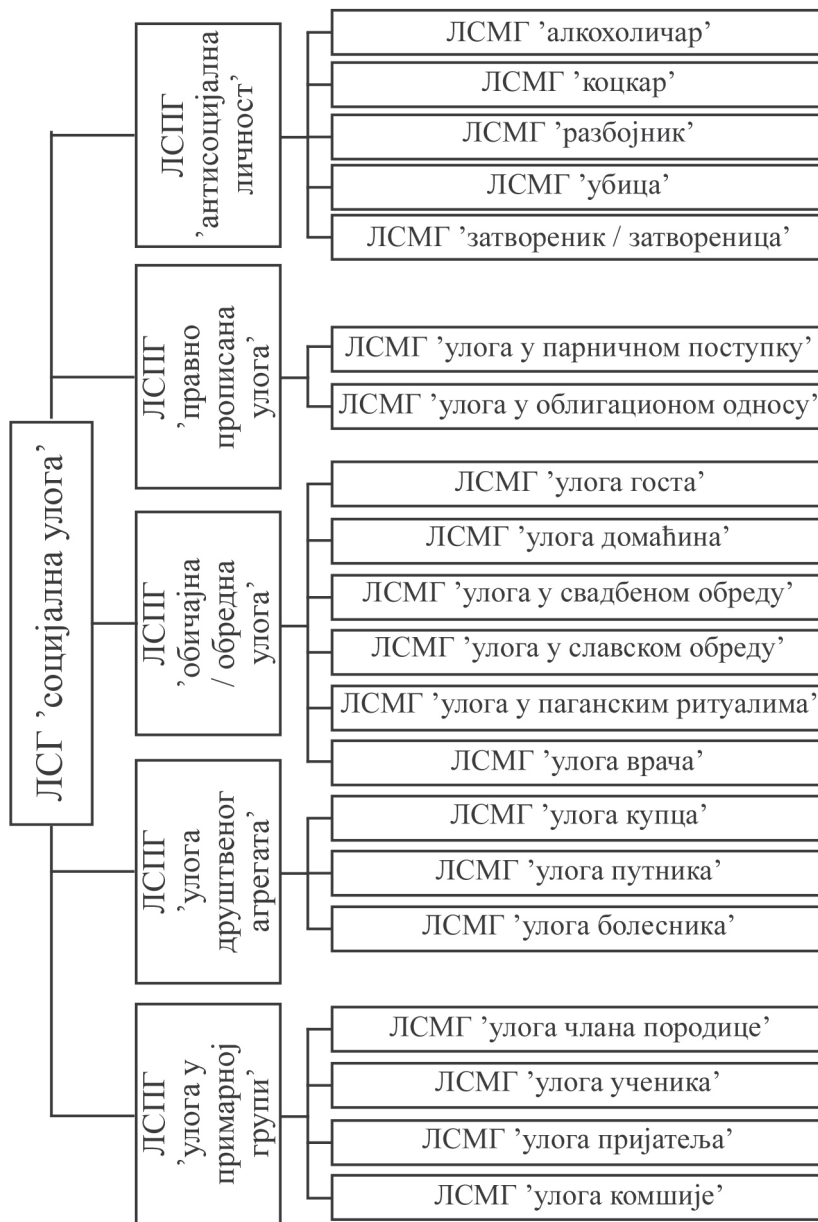 ЛСГ ’социјална улога’
ЛСПГ
’антисоцијална
личност’
ЛСМГ ’алкохоличар’
ЛСМГ ’коцкар’
ЛСМГ ’разбојник’
ЛСМГ ’убица’
ЛСМГ ’затвореник / затвореница’
ЛСПГ
’правно
прописана
улога’
ЛСМГ ’улога у парничном поступку’
ЛСМГ ’улога у облигационом односу’
ЛСПГ
’обичајна
/ обредна
улога’
ЛСМГ ’улога госта’
ЛСМГ ’улога домаћина’
ЛСМГ ’улога у свадбеном обреду’
ЛСМГ ’улога у славском обреду’
ЛСМГ ’улога у паганским ритуалима’
ЛСМГ ’улога врача’
ЛСПГ
’улога
друштвеног
агрегата’
ЛСМГ ’улога купца’
ЛСМГ ’улога путника’
ЛСМГ ’улога болесника’
ЛСПГ
’улога у
примарној
групи’
ЛСМГ ’улога члана породице’
ЛСМГ ’улога ученика’
ЛСМГ ’улога пријатеља’
ЛСМГ ’улога комшије’